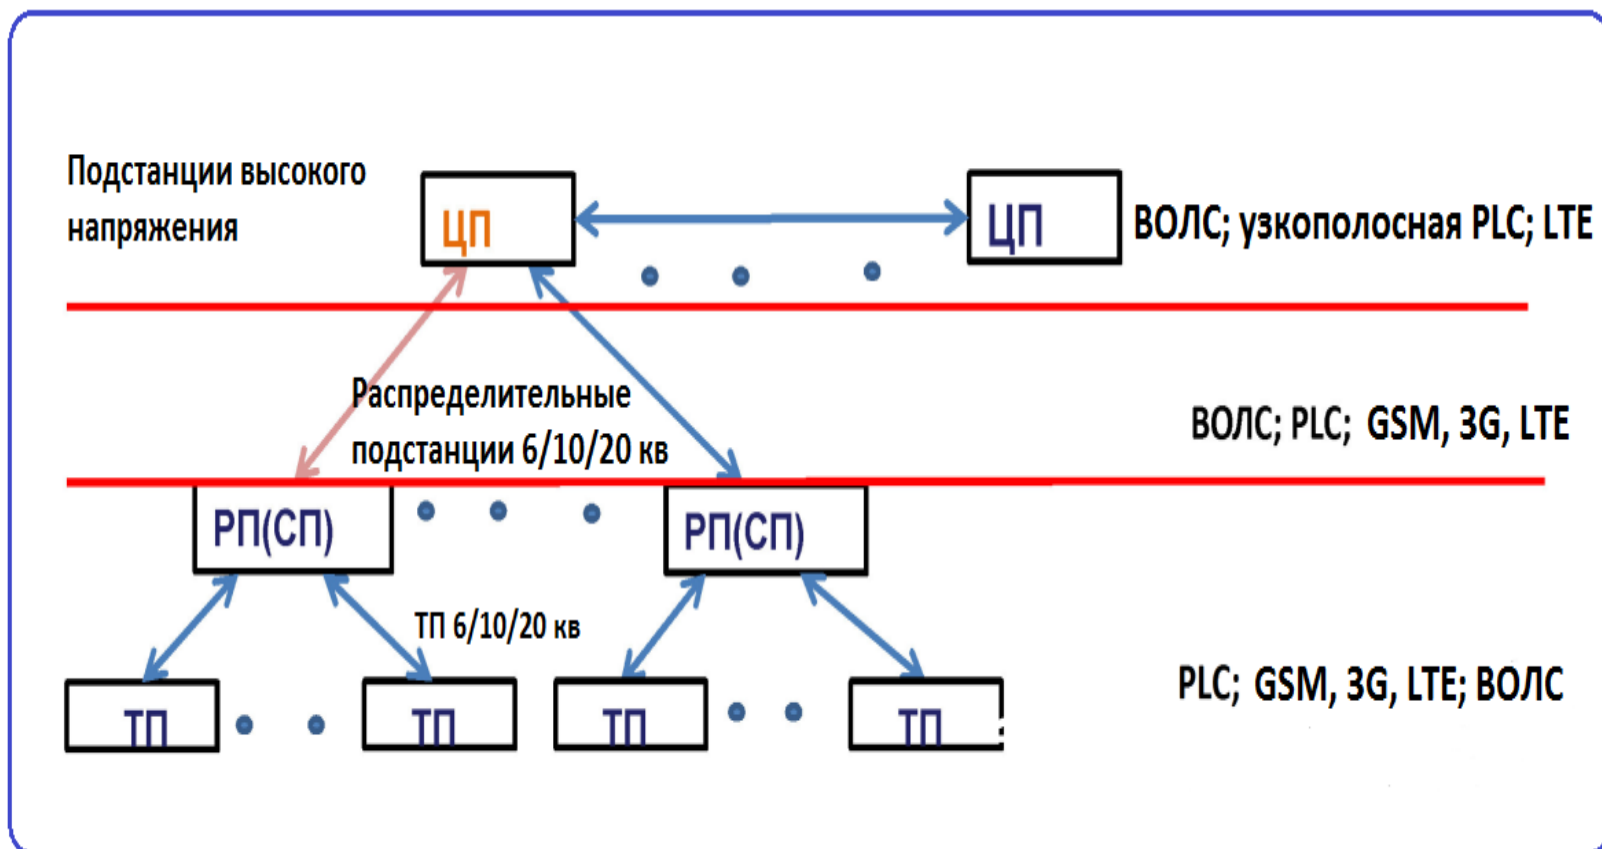 Подстанции высокого
напряжения
ЦП
ЦП
ВОЛС; узкополосная PLC; LTE
Распределительные
подстанции 6/10/20 кв
ВОЛС; PLC; GSM, 3G, LTE
РП(СП)
РП(СП)
ТП 6/10/20 кв
PLC; GSM, 3G, LTE; ВОЛС
ТП
ТП
ТП
ТП